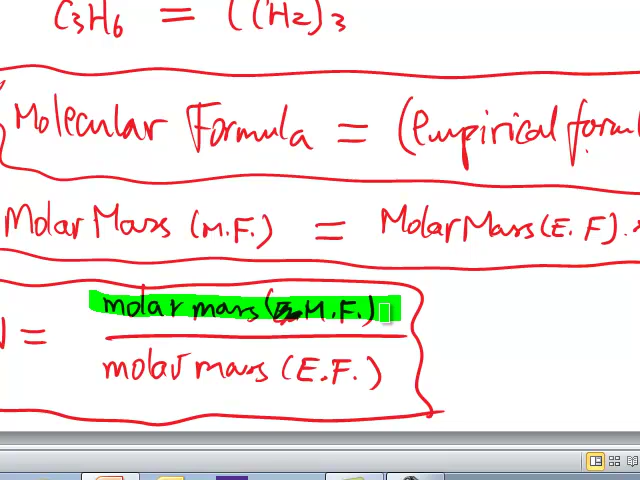 C3H6 = (CH2)3
Molecular Formula = (empirical formu
Molar Mass (M.F.) = Molar Mass (E.F).
N = molar mass (M.F.)
molar mass (E.F.)